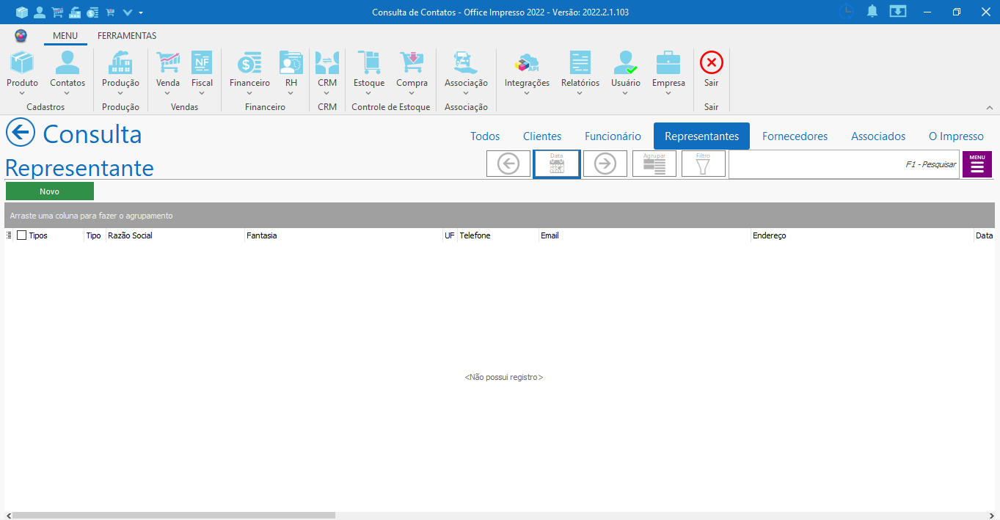 Consulta de Contatos - Office Impresso 2022 - Versão: 2022.2.1.103
MENU FERRAMENTAS
Produto Contatos Produção Venda Fiscal Financeiro RH CRM Estoque Compra Associação Integrações Relatórios Usuário Empresa Sair
Cadastros Produção Vendas Financeiro CRM Controle de Estoque Associação Sair
Consulta
Todos Clientes Funcionário Representantes Fornecedores Associados O Impresso
Representante
Data Agrupar Filtro F1 - Pesquisar MENU
Novo
Arraste uma coluna para fazer o agrupamento
Tipos Tipo Razão Social Fantasia UF Telefone Email Endereço Data
<Não possui registro>